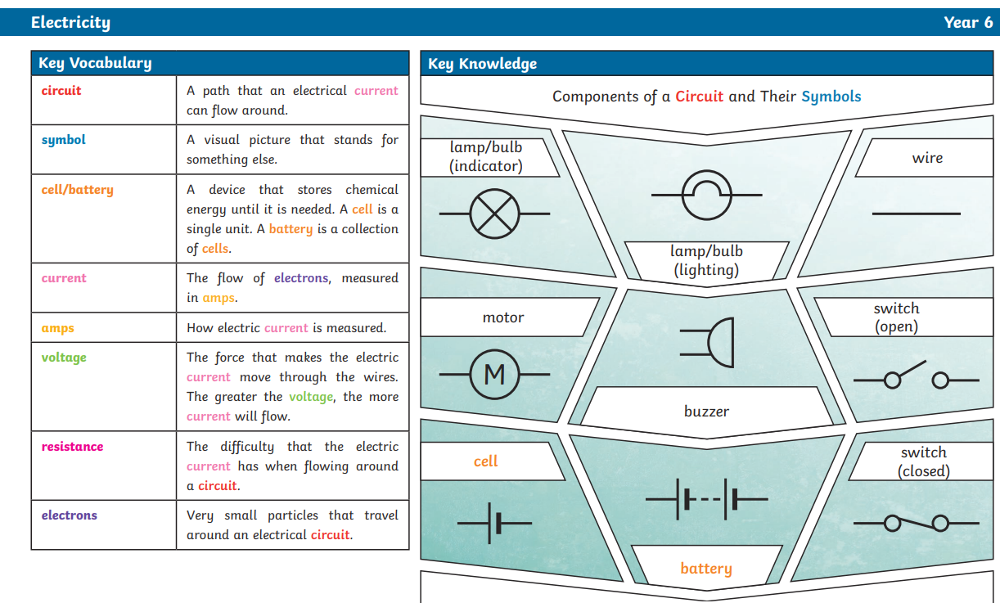 Electricity
Year 6
Key Vocabulary
circuit
A path that an electrical current
can flow around.
symbol
A visual picture that stands for
something else.
cell/battery
A device that stores chemical
energy until it is needed. A cell is a
single unit. A battery is a collection
of cells.
current
The flow of electrons, measured
in amps.
amps
How electric current is measured.
voltage
The force that makes the electric
current move through the wires.
The greater the voltage, the more
current will flow.
resistance
The difficulty that the electric
current has when flowing around
a circuit.
electrons
Very small particles that travel
around an electrical circuit.
Key Knowledge
Components of a Circuit and Their Symbols
lamp/bulb
(indicator)
lamp/bulb
(lighting)
wire
motor
M
buzzer
switch
(open)
cell
battery
switch
(closed)